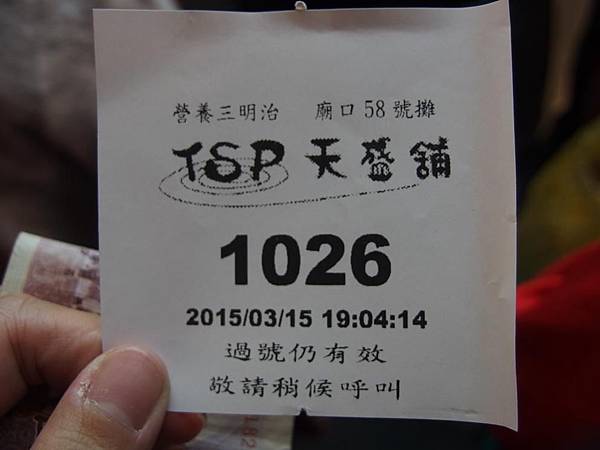 營養三明治 廟口58號攤
TSP 天盛舖
1026
2015/03/15 19:04:14
過號仍有效
敬請稍候呼叫